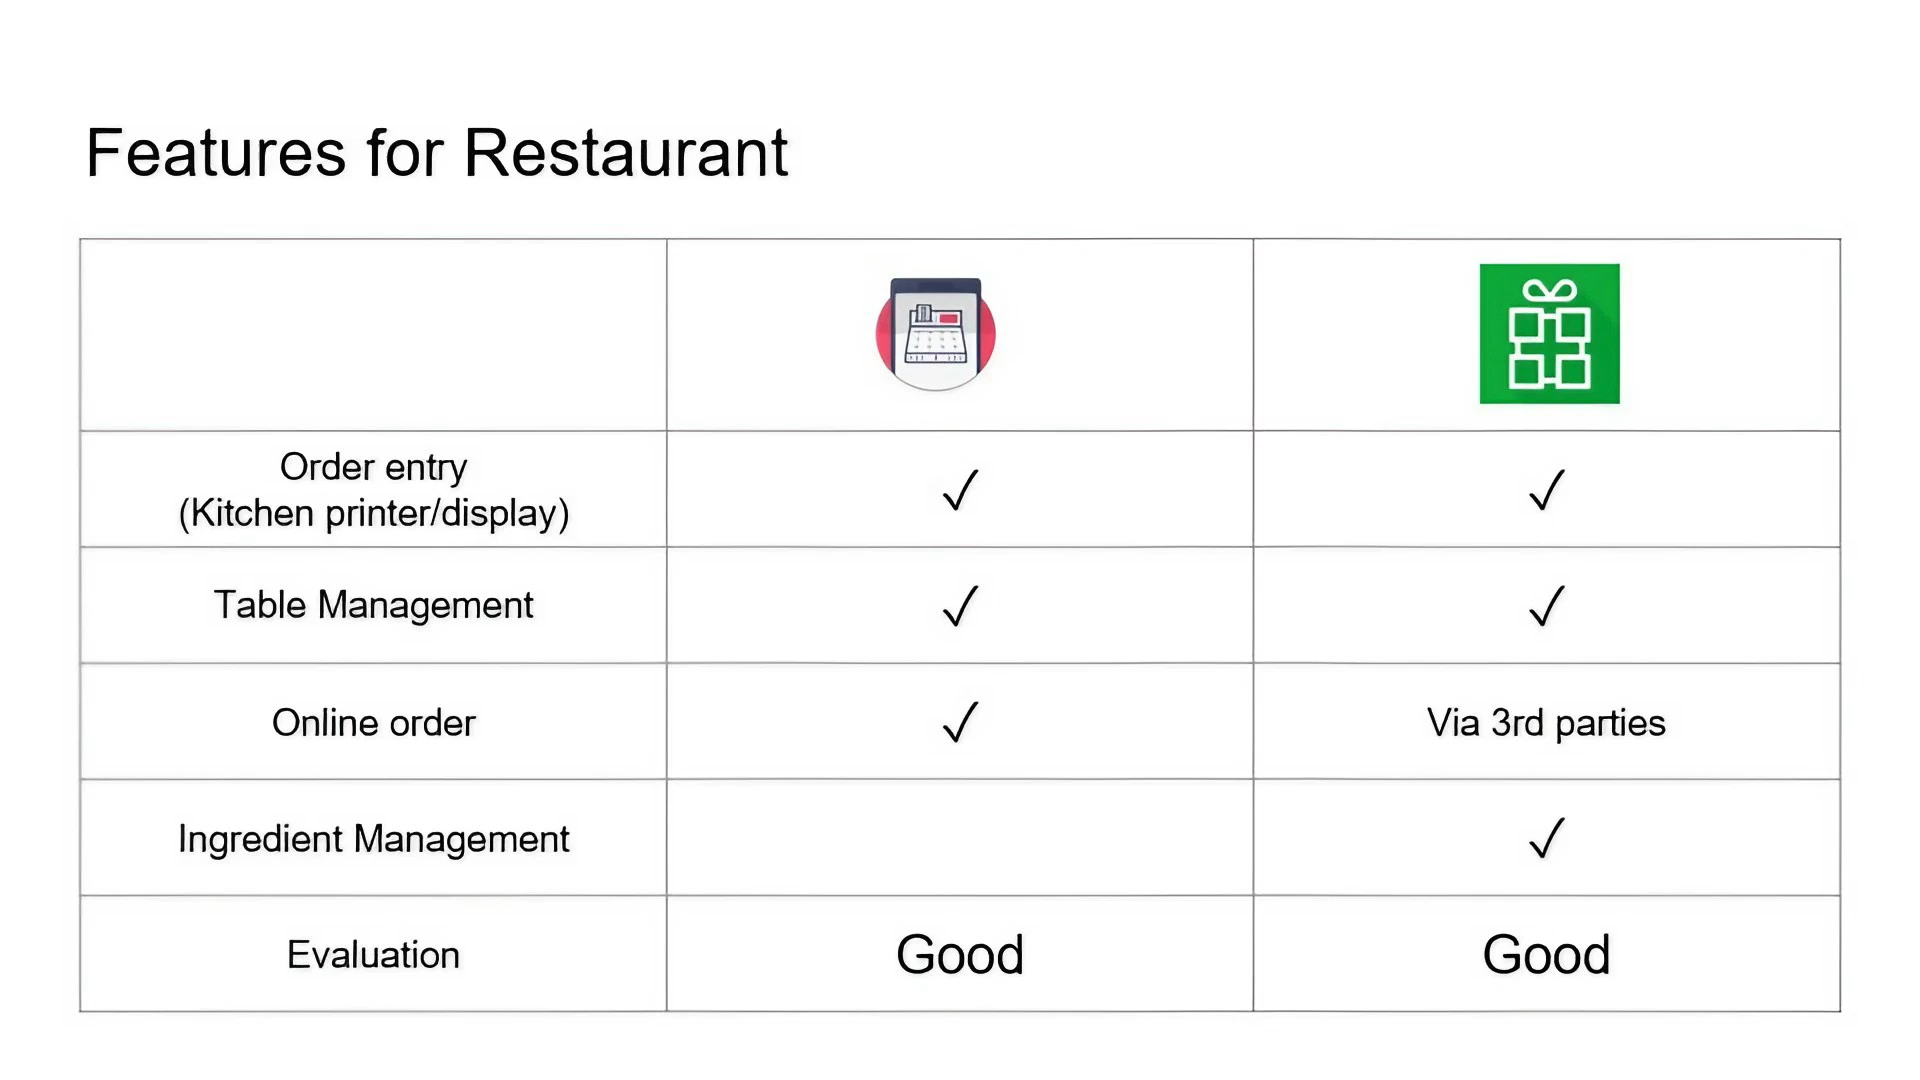 Features for Restaurant
Order entry
(Kitchen printer/display)
✓ ✓
Table Management ✓ ✓
Online order ✓ Via 3rd parties
Ingredient Management ✓
Evaluation Good Good